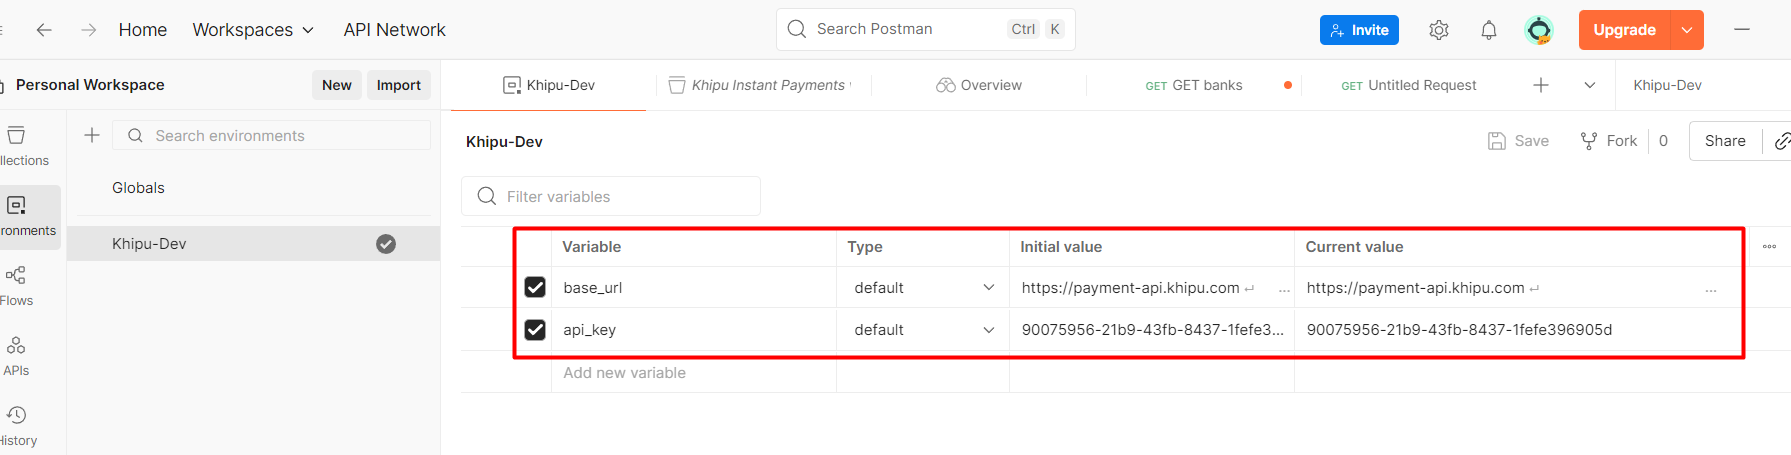 Home Workspaces API Network Search Postman Ctrl K Invite Upgrade
Personal Workspace New Import Khipu-Dev Khipu Instant Payments Overview GET GET banks GET Untitled Request Khipu-Dev
Search environments
llections
Khipu-Dev Save Fork 0 Share
Globals
Filter variables
ronments
Khipu-Dev
Variable Type Initial value Current value
base_url default https://payment-api.khipu.com ↵ ... https://payment-api.khipu.com ↵ ...
Flows
api_key default 90075956-21b9-43fb-8437-1fefe3... 90075956-21b9-43fb-8437-1fefe396905d
APIs
Add new variable
History